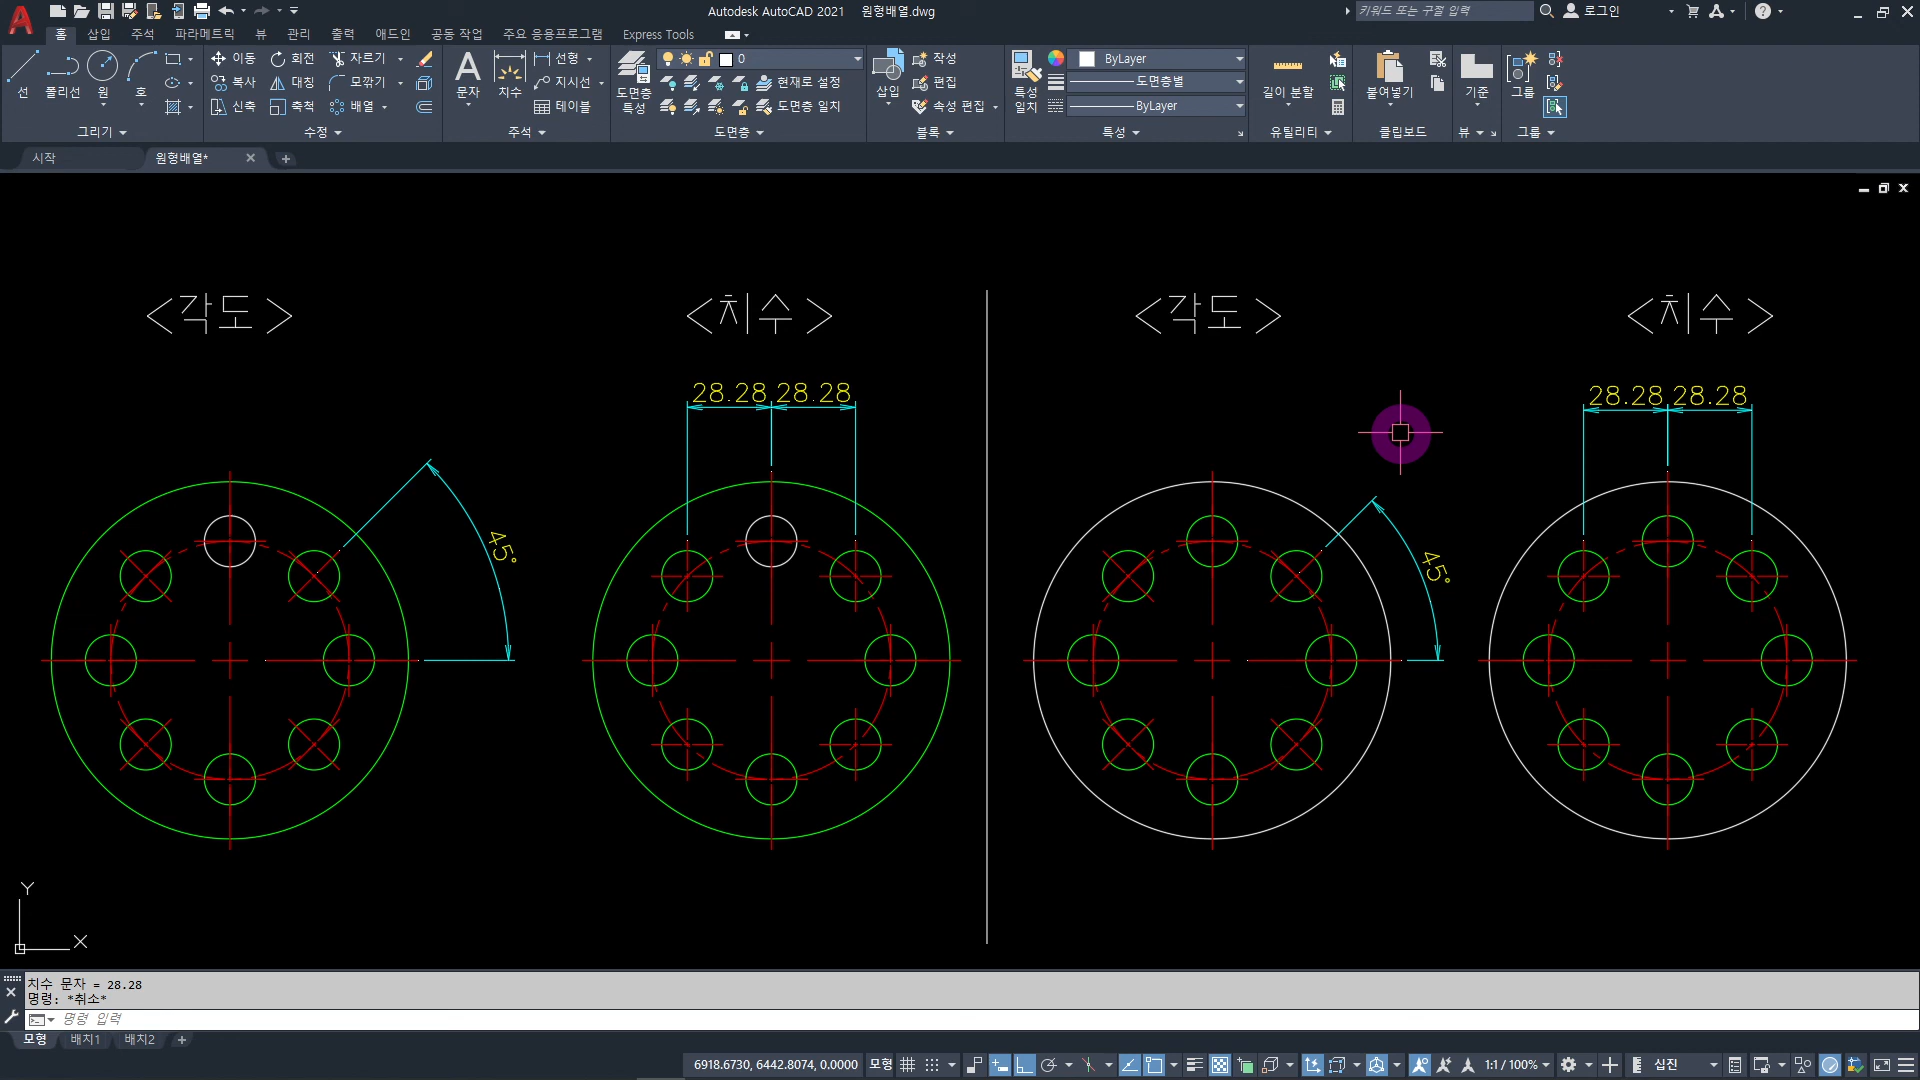 Autodesk AutoCAD 2021 원형배열.dwg
키워드 또는 구절 입력
로그인
홈 삽입 주석 파라메트릭 뷰 관리 출력 애드인 공동 작업 주요 응용프로그램 Express Tools
선 폴리선 원 호
이동 회전 자르기
복사 대칭 모깎기
신축 축척 배열
문자 치수
선형
지시선
테이블
도면층 특성
0
현재로 설정
도면층 일치
삽입
작성
편집
속성 편집
특성 일치
ByLayer
도면층별
ByLayer
길이 분할
붙여넣기
기준
그룹
그리기 수정 주석 도면층 블록 특성 유틸리티 클립보드 뷰 그룹
시작 원형배열*
<각도> <치수> <각도> <치수>
28.28 28.28
28.28 28.28
45°
45°
Y
X
치수 문자 = 28.28
명령: *취소*
명령 입력
모형 배치1 배치2
6918.6730, 6442.8074, 0.0000 모형 1:1 / 100% 십진